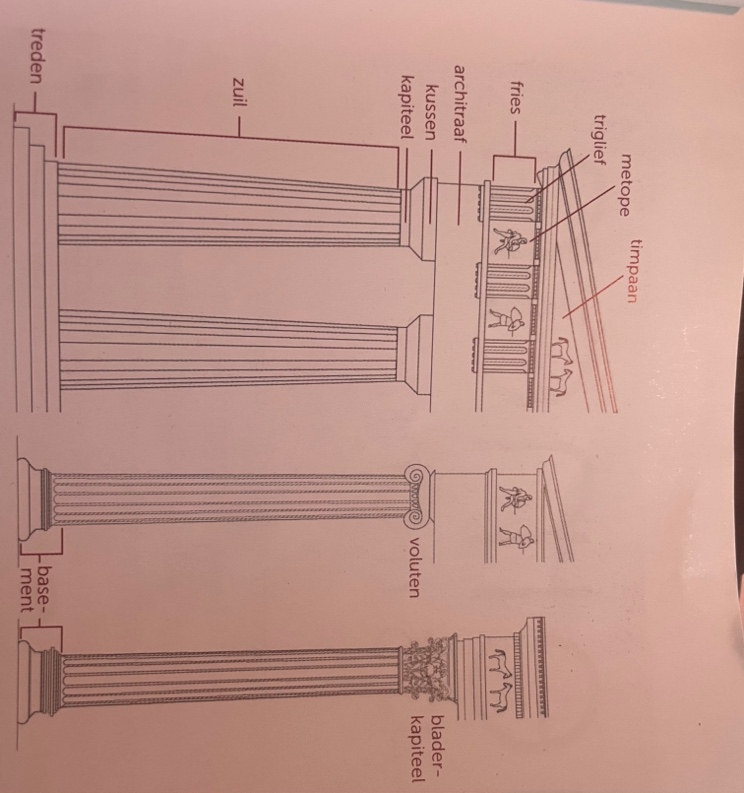 timpaan
metope
triglief
fries
architraaf
kussen
kapiteel
zuil
treden
voluten
base-
ment
blader-
kapiteel